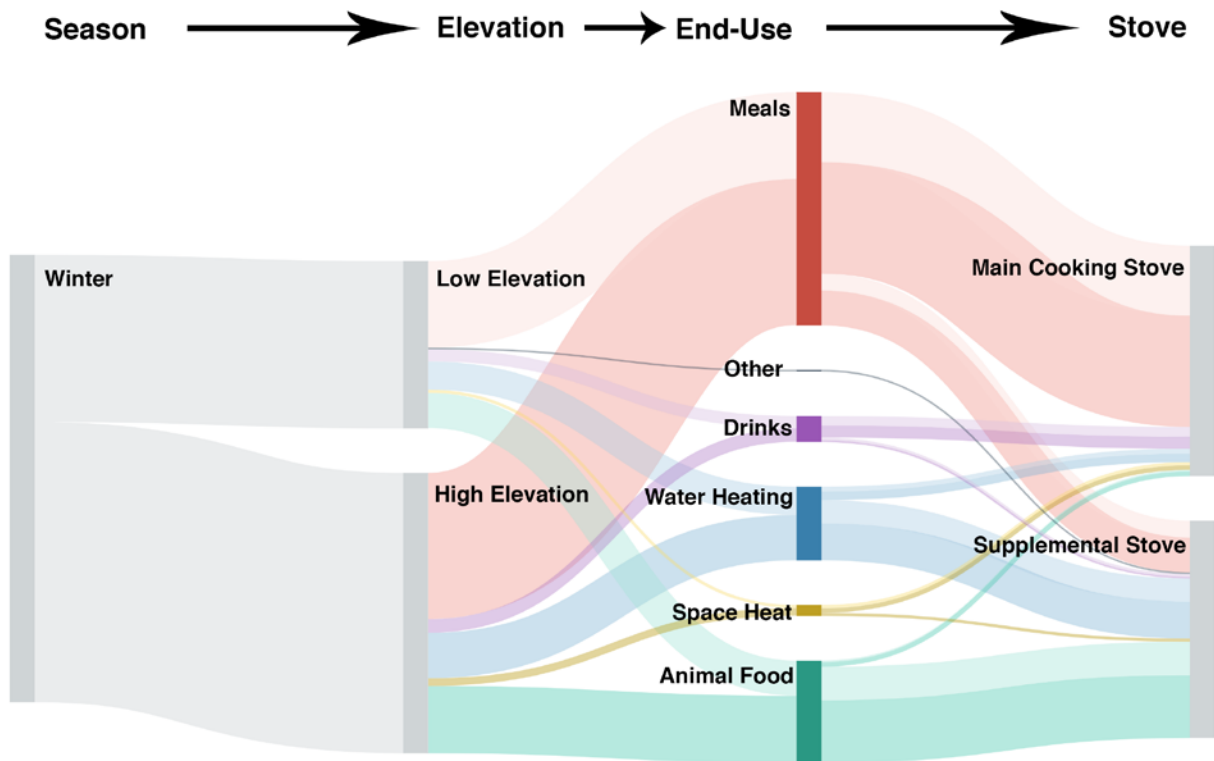 Season
Elevation
End-Use
Stove
Meals
Winter
Low Elevation
Main Cooking Stove
Other
Drinks
High Elevation
Water Heating
Supplemental Stove
Space Heat
Animal Food